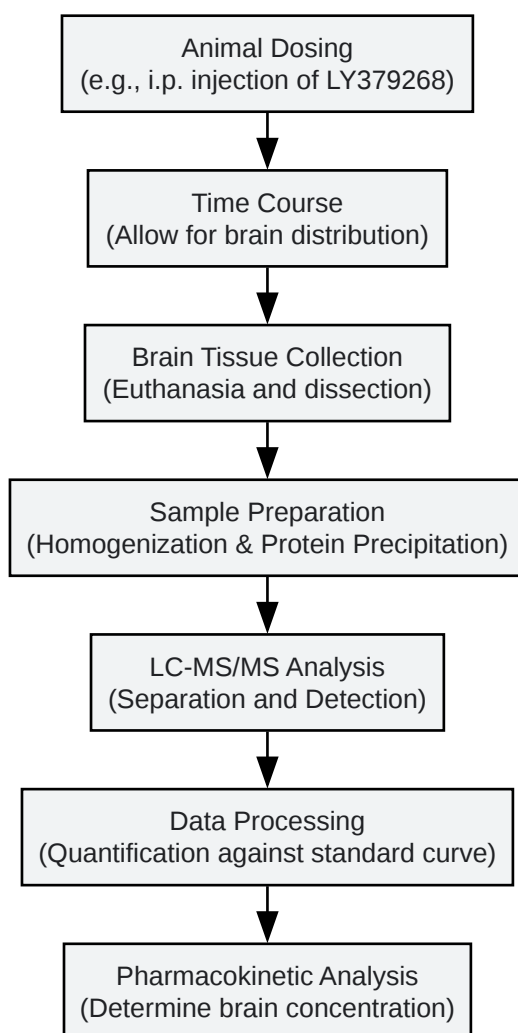 Animal Dosing
(e.g., i.p. injection of LY379268)
Time Course
(Allow for brain distribution)
Brain Tissue Collection
(Euthanasia and dissection)
Sample Preparation
(Homogenization & Protein Precipitation)
LC-MS/MS Analysis
(Separation and Detection)
Data Processing
(Quantification against standard curve)
Pharmacokinetic Analysis
(Determine brain concentration)